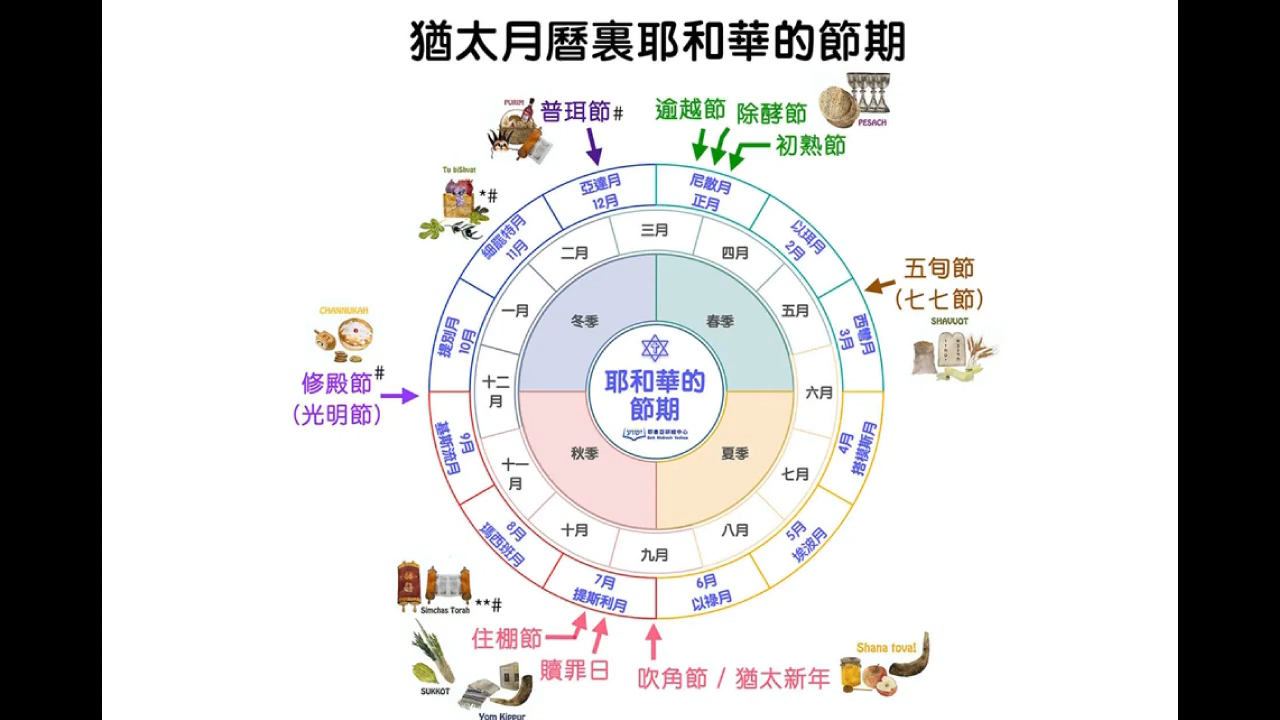 猶太月曆裏耶和華的節期
PURIM
普珥節#
逾越節
除酵節
初熟節
PESACH
Tu biShvat
*#
亞達月
12月
尼散月
正月
細罷特月
11月
以珥月
2月
三月
二月
四月
一月
五月
五旬節
(七七節)
SHAVUOT
CHANNUKAH
提別月
10月
西彎月
3月
冬季
春季
修殿節#
(光明節)
十二
月
耶和華的
節期
六月
9月
基斯流月
4月
搭模斯月
秋季
夏季
十一
月
七月
8月
瑪西班月
5月
埃波月
十月
八月
九月
7月
提斯利月
6月
以祿月
Simchas Torah
**#
住棚節
贖罪日
吹角節 / 猶太新年
Shana tova!
SUKKOT
Yom Kippur